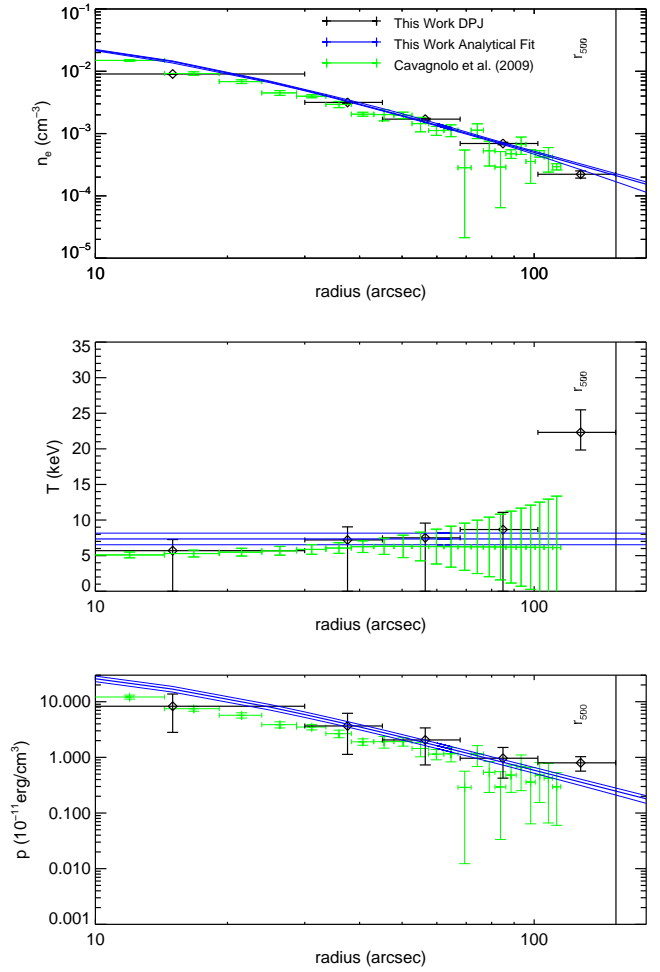 This Work DPJ
This Work Analytical Fit
Cavagnolo et al. (2009)
r500
10⁻¹
10⁻²
10⁻³
10⁻⁴
10⁻⁵
nₑ (cm⁻³)
10
100
radius (arcsec)
r500
35
30
25
20
15
10
5
0
T (keV)
10
100
radius (arcsec)
r500
10.000
1.000
0.100
0.010
0.001
p (10⁻¹¹erg/cm³)
10
100
radius (arcsec)